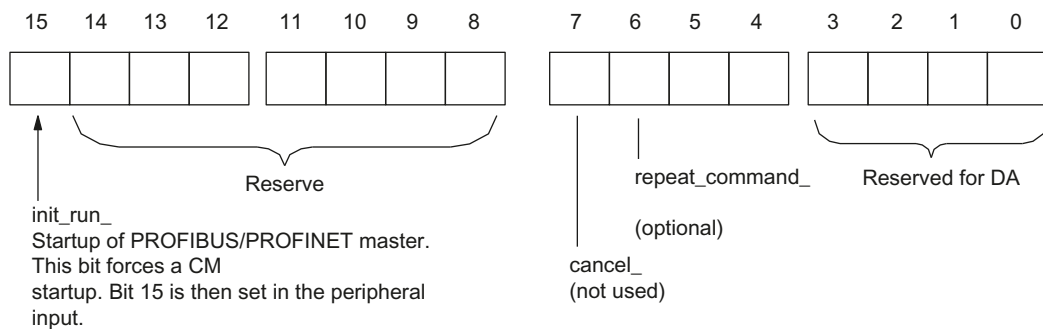 15 14 13 12 11 10 9 8 7 6 5 4 3 2 1 0
Reserve
repeat_command_
Reserved for DA
(optional)
init_run_
Startup of PROFIBUS/PROFINET master.
This bit forces a CM
startup. Bit 15 is then set in the peripheral
input.
cancel_
(not used)